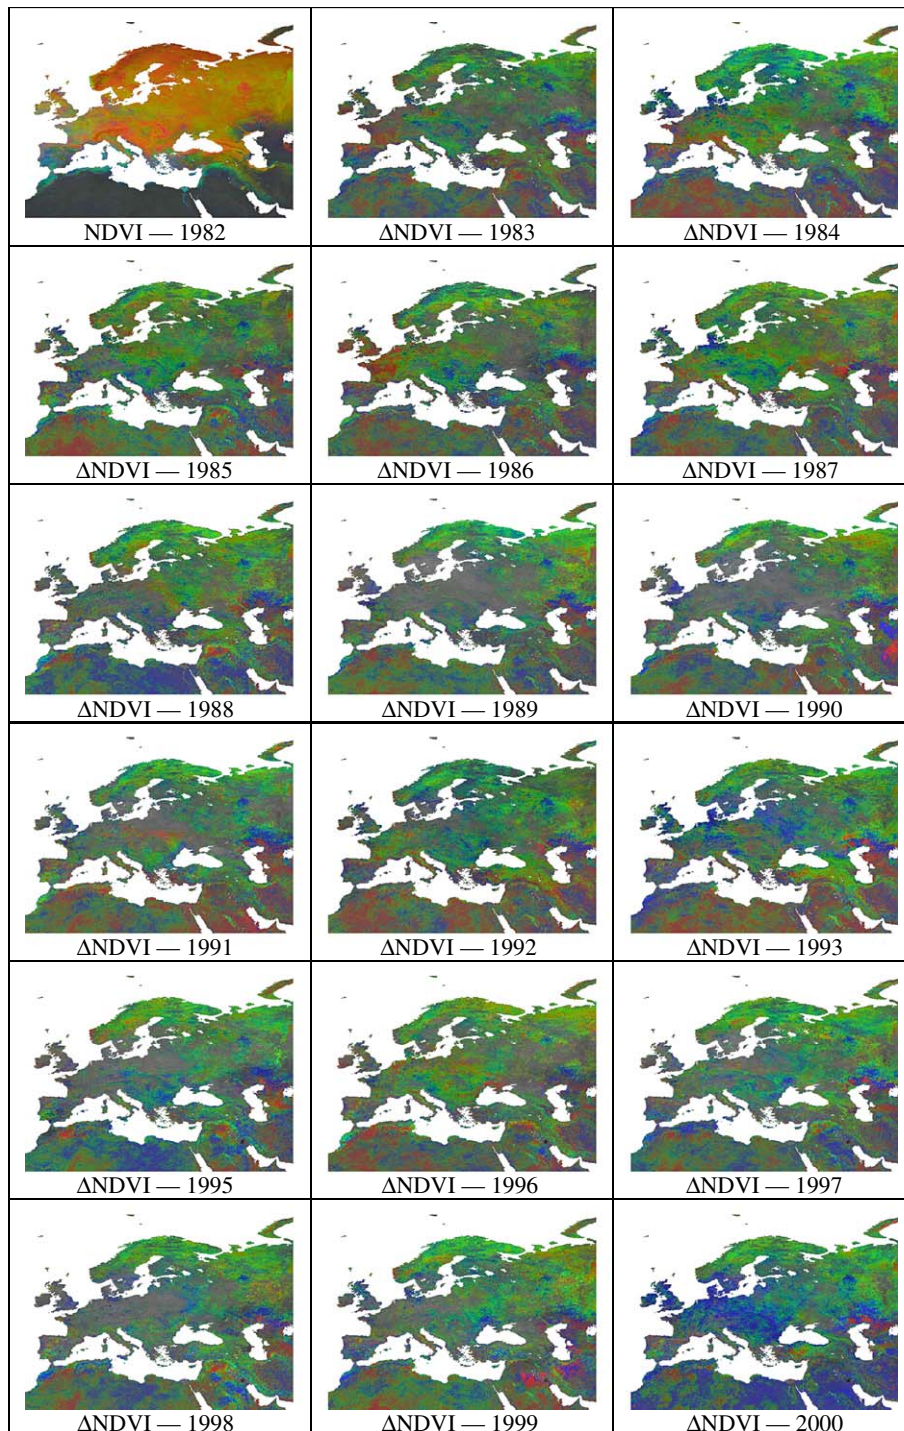 NDVI — 1982
ΔNDVI — 1983
ΔNDVI — 1984
ΔNDVI — 1985
ΔNDVI — 1986
ΔNDVI — 1987
ΔNDVI — 1988
ΔNDVI — 1989
ΔNDVI — 1990
ΔNDVI — 1991
ΔNDVI — 1992
ΔNDVI — 1993
ΔNDVI — 1995
ΔNDVI — 1996
ΔNDVI — 1997
ΔNDVI — 1998
ΔNDVI — 1999
ΔNDVI — 2000